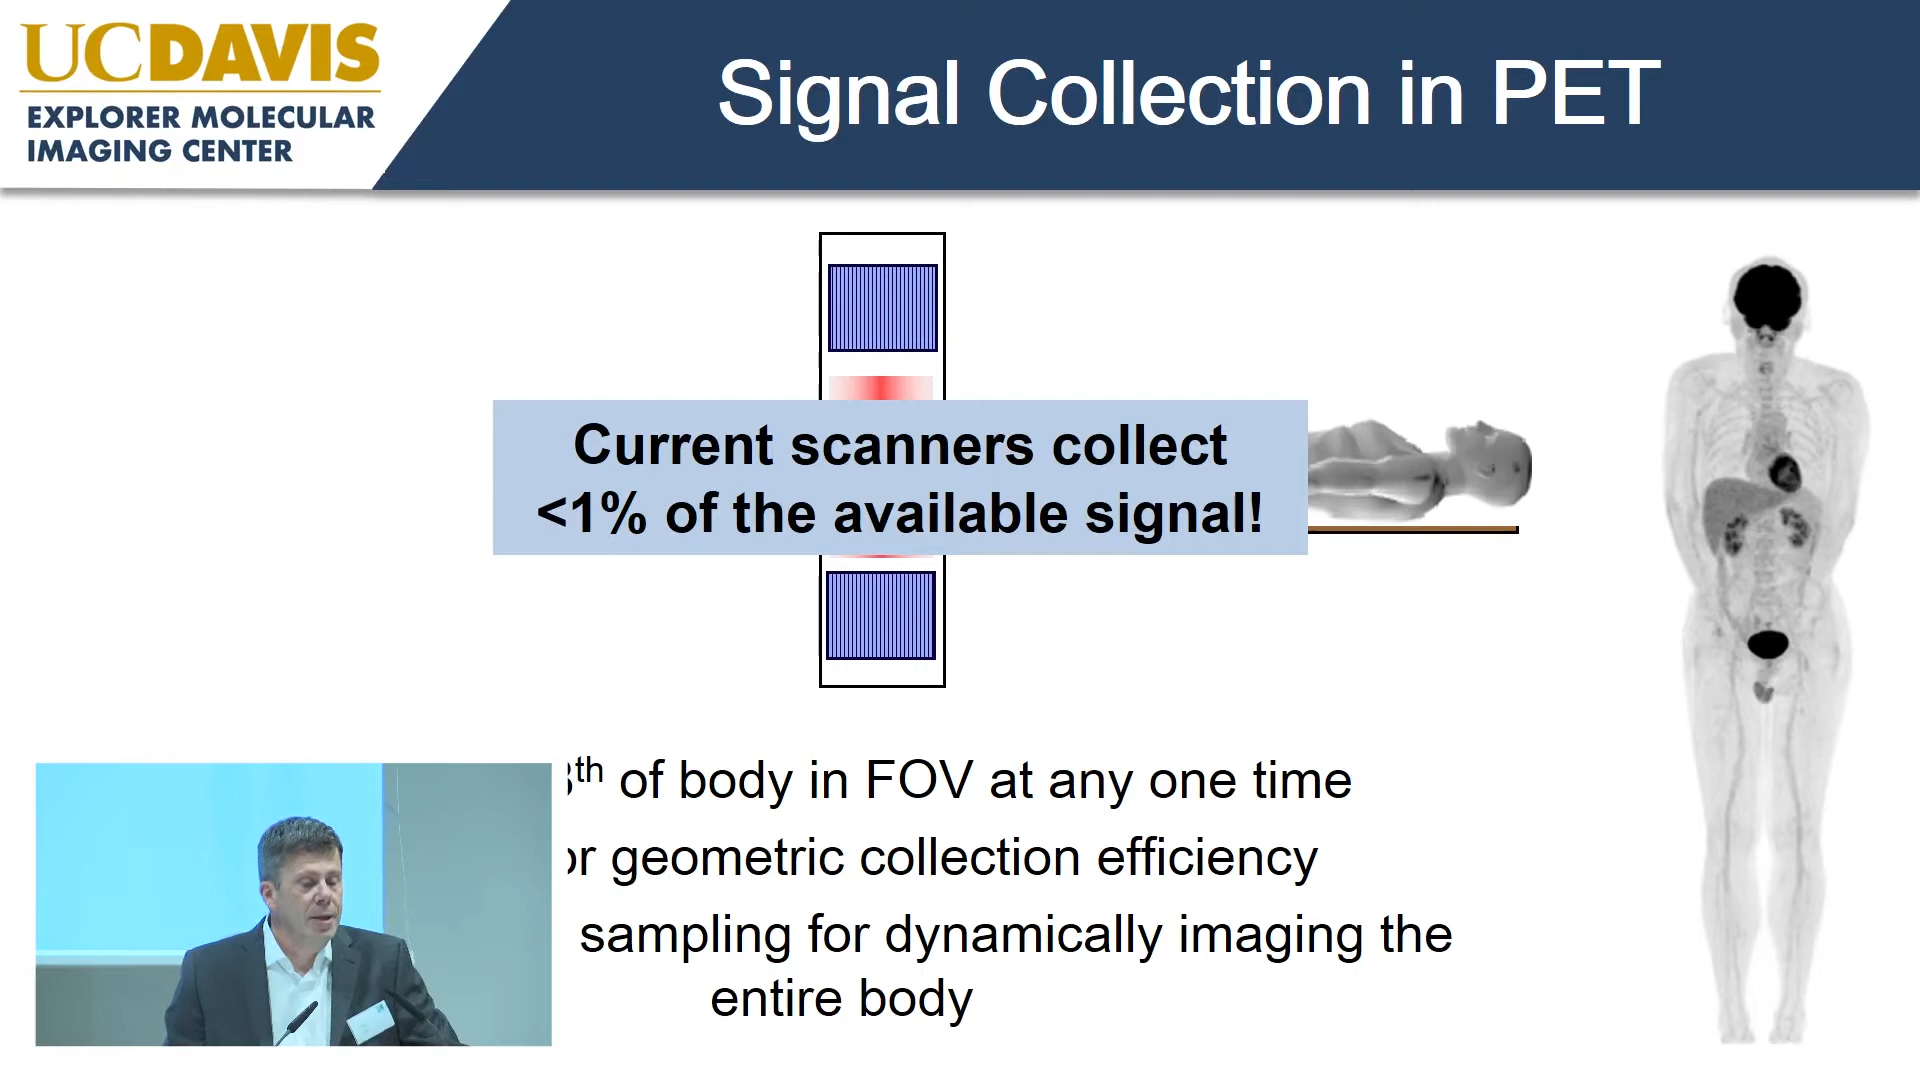 UCDAVIS
EXPLORER MOLECULAR
IMAGING CENTER
Signal Collection in PET
Current scanners collect
<1% of the available signal!
th of body in FOV at any one time
geometric collection efficiency
sampling for dynamically imaging the
entire body